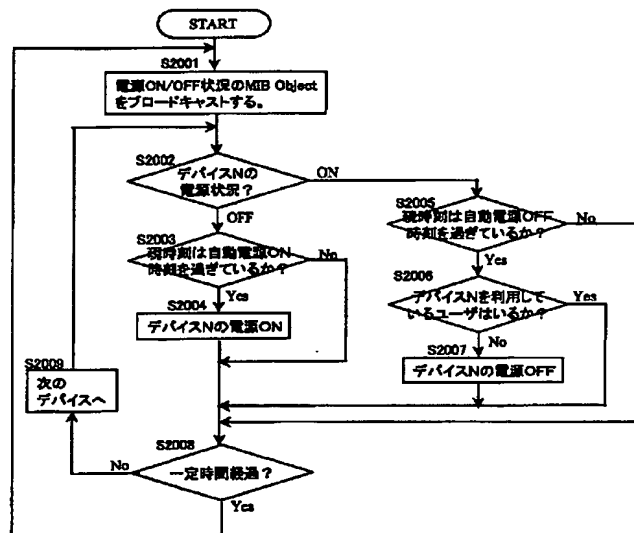 START
S2001
電源ON/OFF状況のMIB Object
をブロードキャストする。
S2002
デバイスNの
電源状況？
ON
OFF
S2003
現時刻は自動電源ON
時刻を過ぎているか？
No
Yes
S2004
デバイスNの電源ON
S2005
現時刻は自動電源OFF
時刻を過ぎているか？
No
Yes
S2006
デバイスNを利用して
いるユーザはいるか？
Yes
No
S2007
デバイスNの電源OFF
S2009
次の
デバイスへ
S2008
一定時間経過？
No
Yes